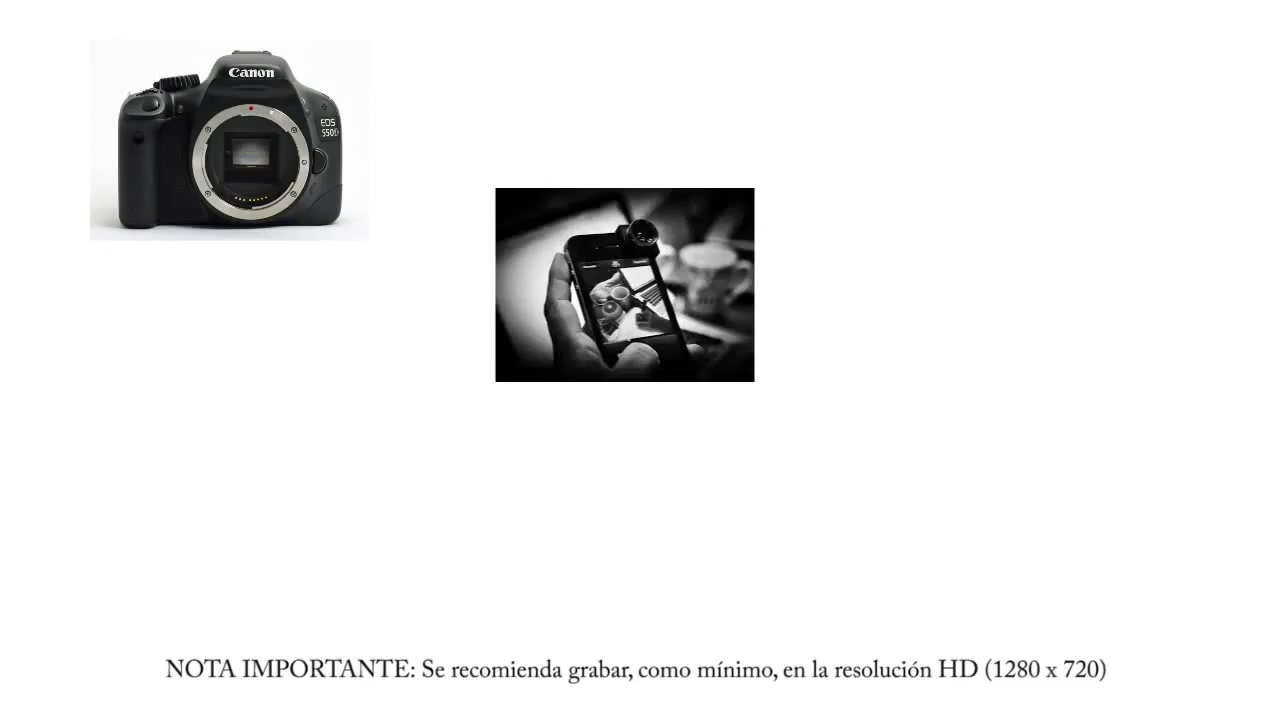 Canon
EOS
550D
NOTA IMPORTANTE: Se recomienda grabar, como mínimo, en la resolución HD (1280 x 720)